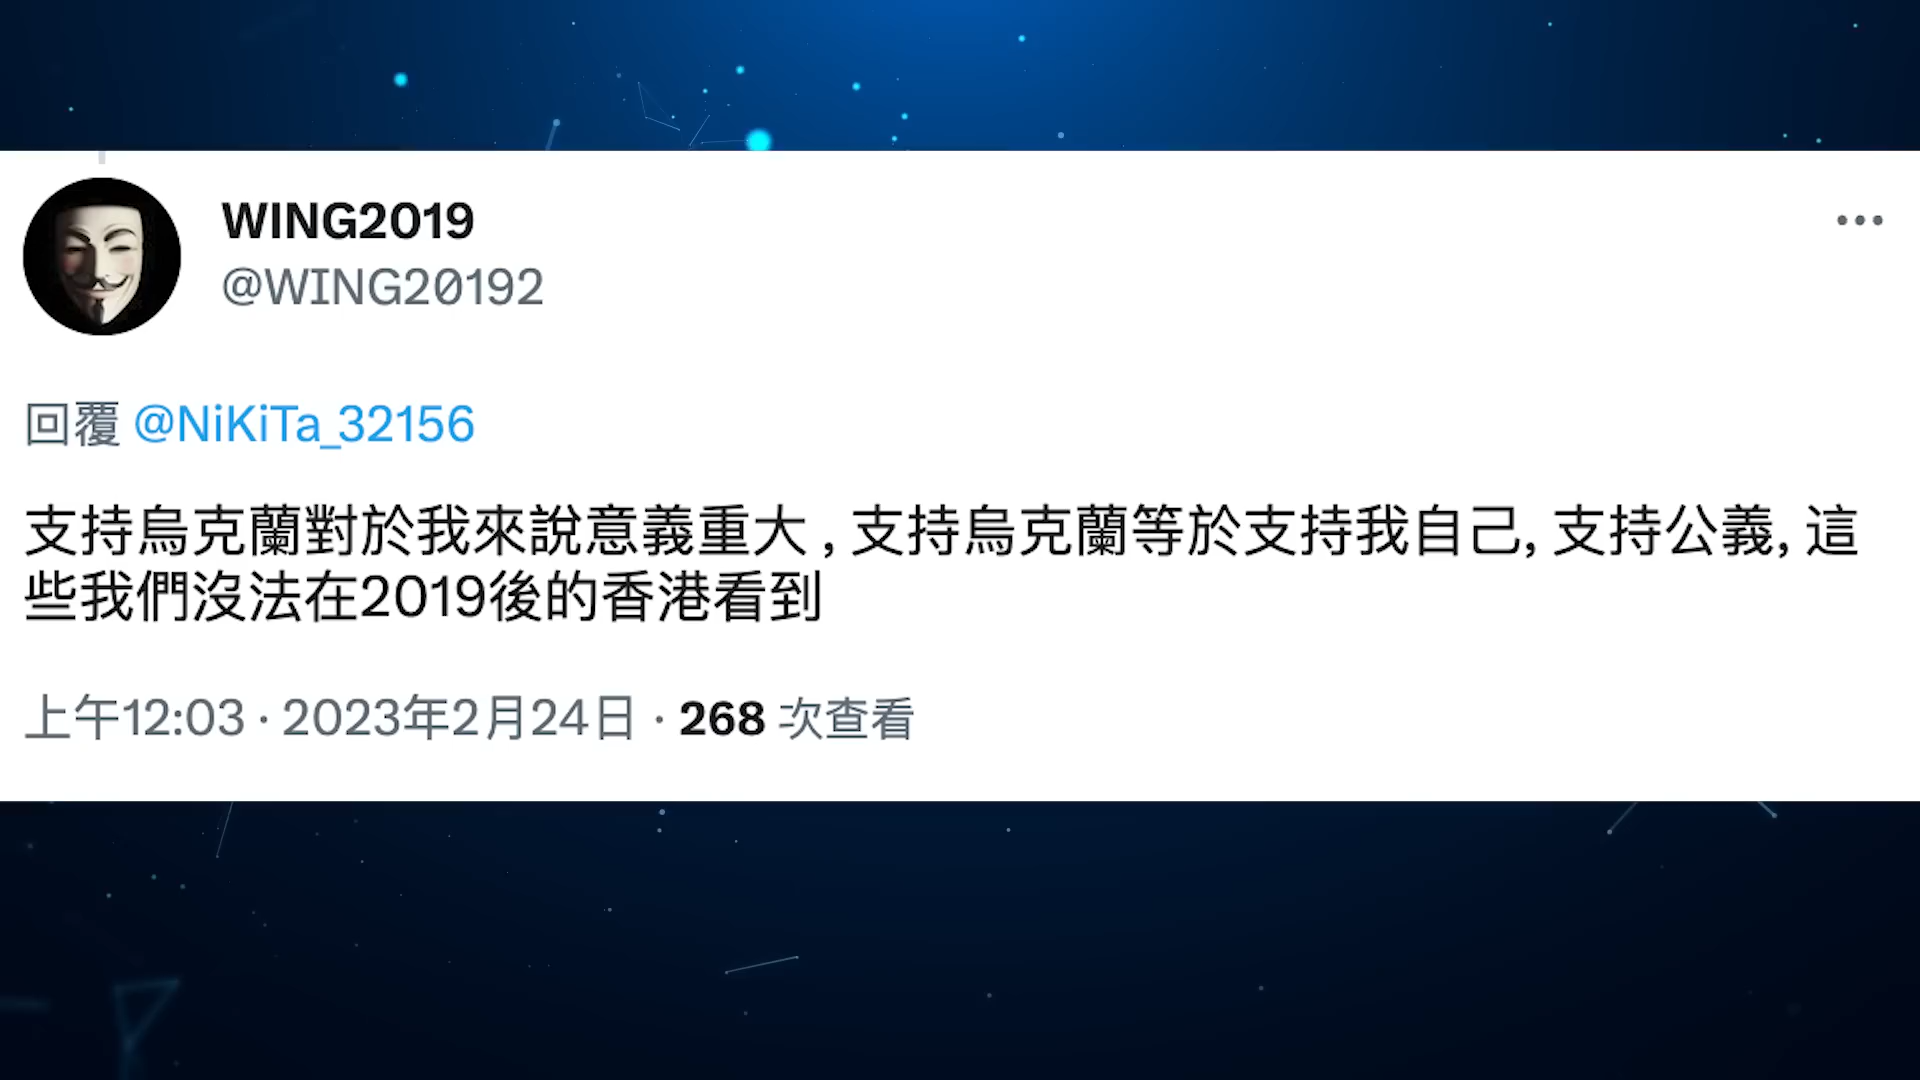 WING2019
@WING20192
回覆 @NiKiTa_32156
支持烏克蘭對於我來說意義重大 , 支持烏克蘭等於支持我自己, 支持公義, 這
些我們沒法在2019後的香港看到
上午12:03 · 2023年2月24日 · 268 次查看